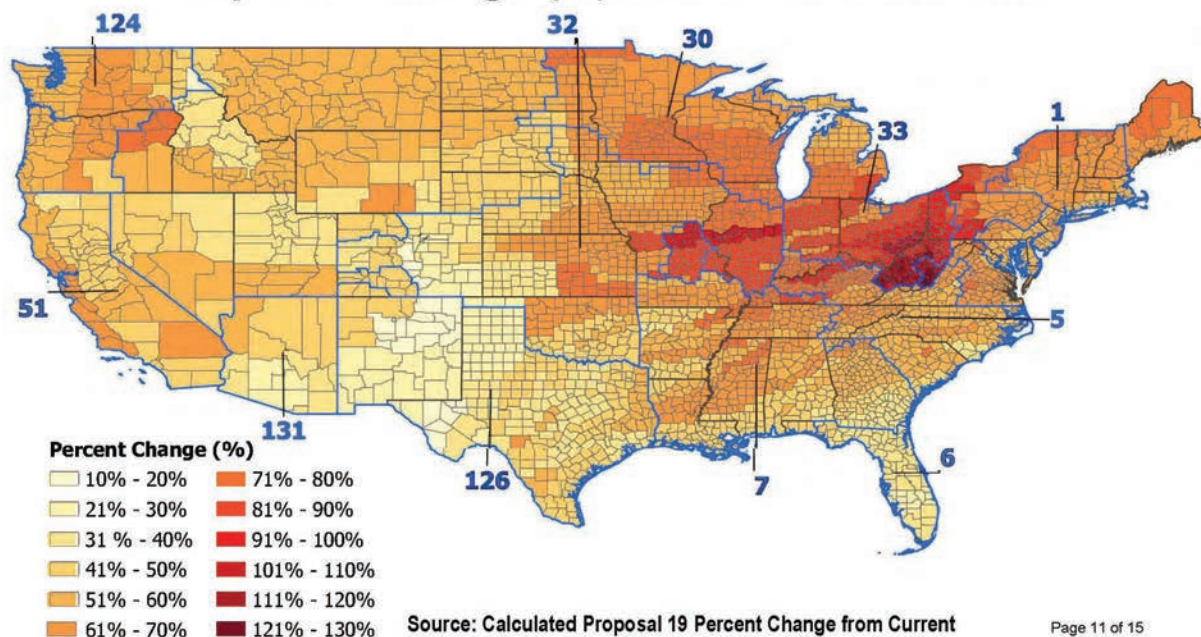 124
32
30
1
33
51
5
131
126
7
6
Percent Change (%)
10% - 20%
21% - 30%
31 % - 40%
41% - 50%
51% - 60%
61% - 70%
71% - 80%
81% - 90%
91% - 100%
101% - 110%
111% - 120%
121% - 130%
Source: Calculated Proposal 19 Percent Change from Current
Page 11 of 15